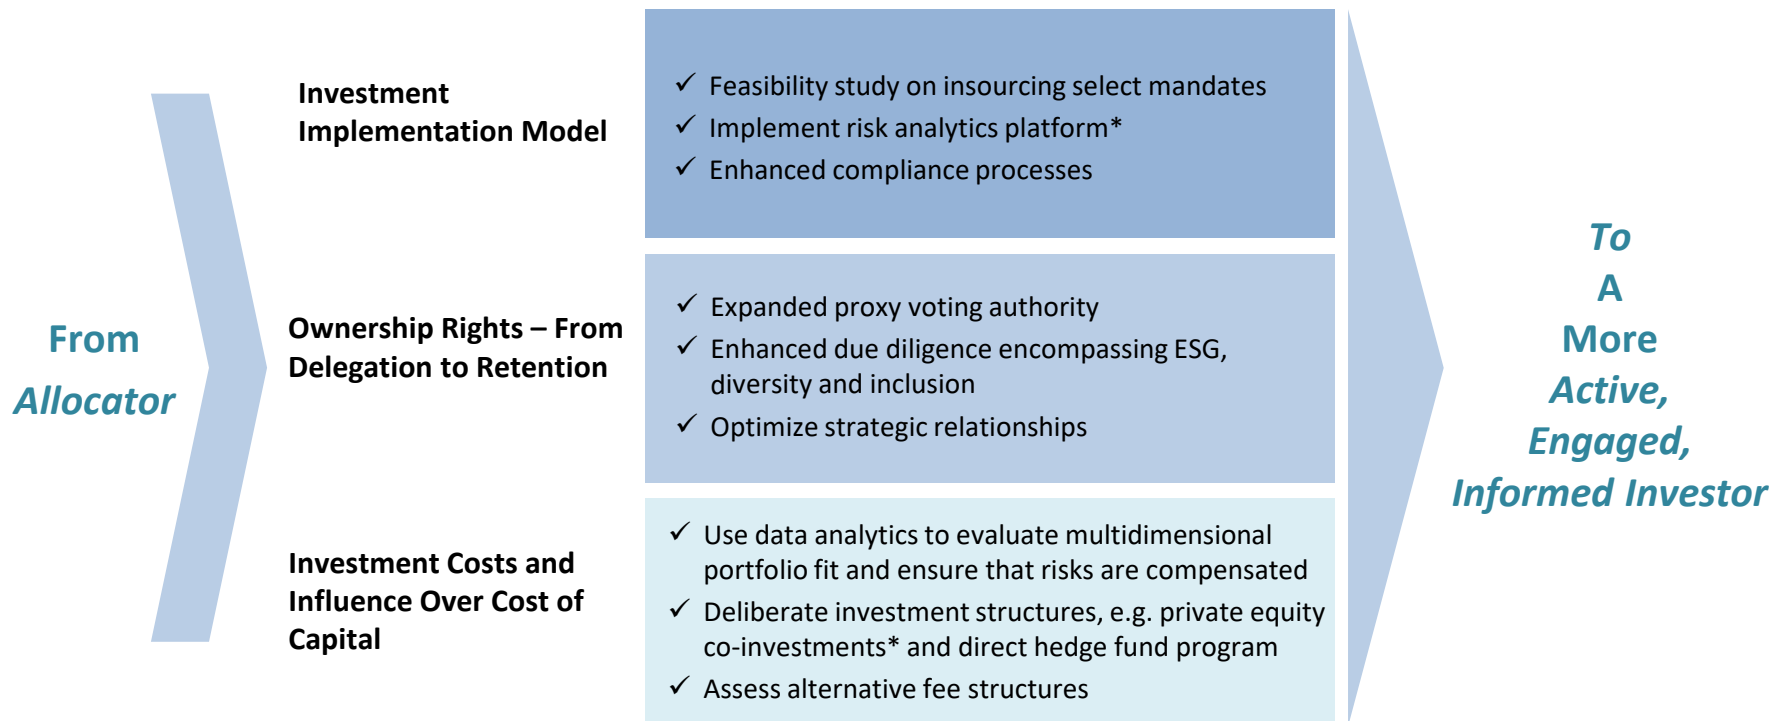 From
Allocator
Investment
Implementation Model
✓ Feasibility study on insourcing select mandates
✓ Implement risk analytics platform*
✓ Enhanced compliance processes
Ownership Rights – From
Delegation to Retention
✓ Expanded proxy voting authority
✓ Enhanced due diligence encompassing ESG,
diversity and inclusion
✓ Optimize strategic relationships
Investment Costs and
Influence Over Cost of
Capital
✓ Use data analytics to evaluate multidimensional
portfolio fit and ensure that risks are compensated
✓ Deliberate investment structures, e.g. private equity
co-investments* and direct hedge fund program
✓ Assess alternative fee structures
To
A
More
Active,
Engaged,
Informed Investor